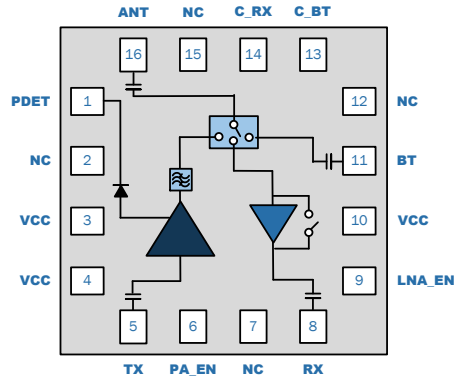 ANT NC C_RX C_BT
16 15 14 13
PDET 1 12 NC
NC 2 11 BT
VCC 3 10 VCC
VCC 4 9 LNA_EN
5 6 7 8
TX PA_EN NC RX